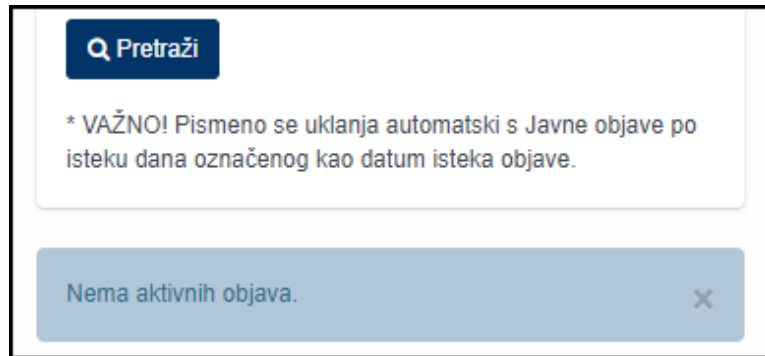 Pretraži
* VAŽNO! Pismeno se uklanja automatski s Javne objave po
isteku dana označenog kao datum isteka objave.
Nema aktivnih objava.
×